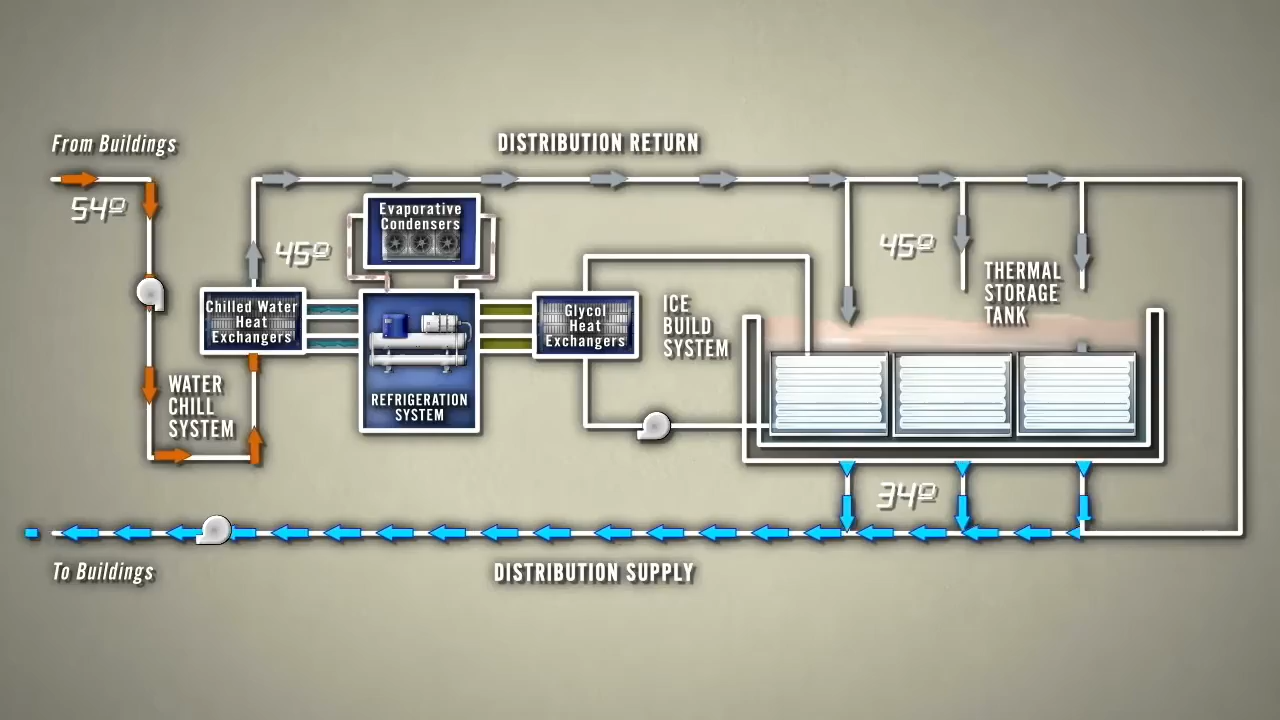 From Buildings
DISTRIBUTION RETURN
54º
Evaporative
Condensers
45º
45º
THERMAL
STORAGE
TANK
Chilled Water
Heat
Exchangers
Glycol
Heat
Exchangers
ICE
BUILD
SYSTEM
WATER
CHILL
SYSTEM
REFRIGERATION
SYSTEM
34º
To Buildings
DISTRIBUTION SUPPLY